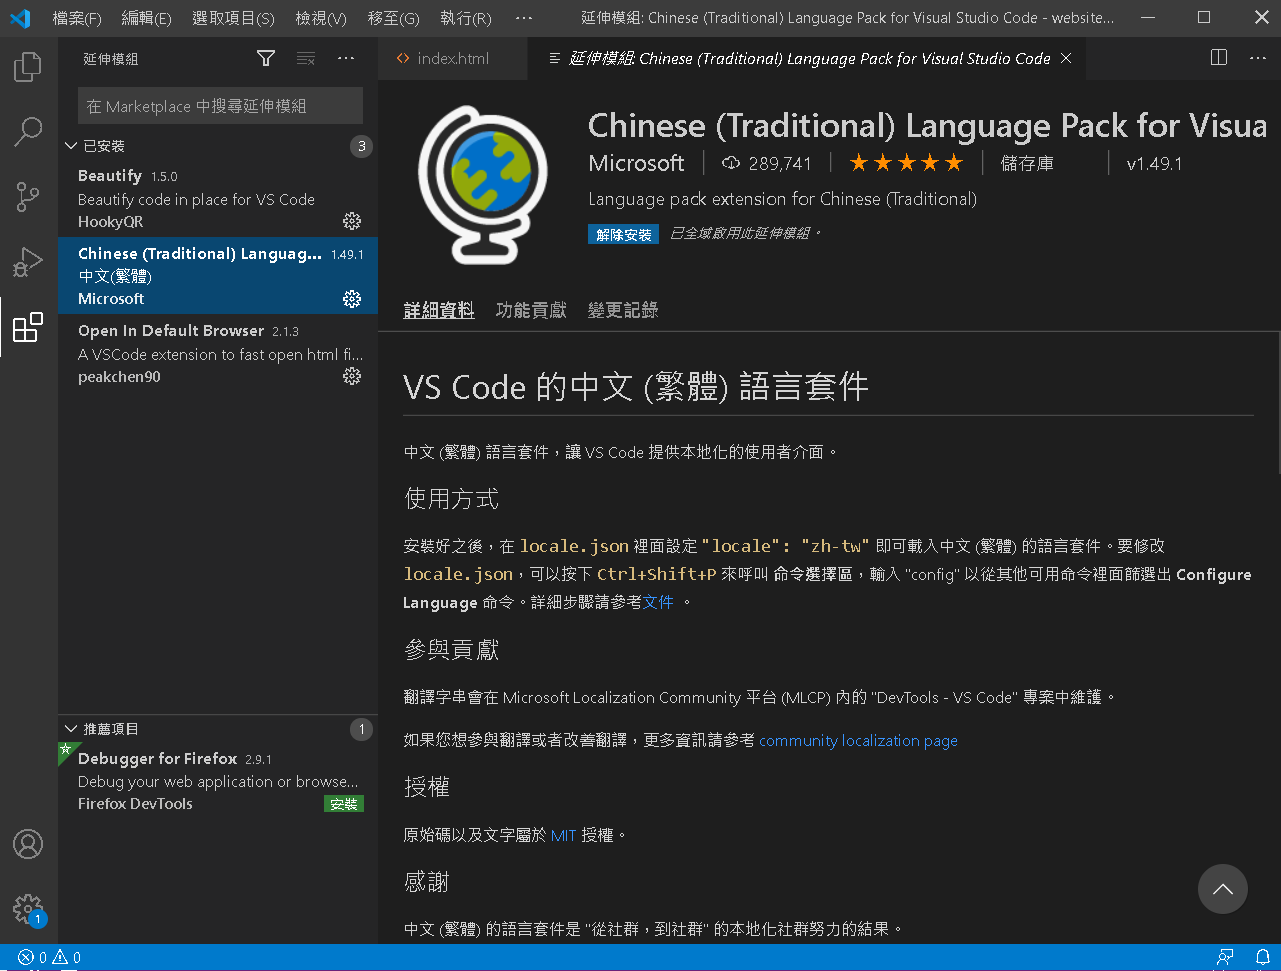 檔案(F) 編輯(E) 選取項目(S) 檢視(V) 移至(G) 執行(R) ··· 延伸模組: Chinese (Traditional) Language Pack for Visual Studio Code - website...
延伸模組
index.html
延伸模組: Chinese (Traditional) Language Pack for Visual Studio Code
在 Marketplace 中搜尋延伸模組
已安裝 3
Beautify 1.5.0
Beautify code in place for VS Code
HookyQR
Chinese (Traditional) Languag... 1.49.1
中文(繁體)
Microsoft
Open In Default Browser 2.1.3
A VSCode extension to fast open html fi...
peakchen90
推薦項目 1
Debugger for Firefox 2.9.1
Debug your web application or browse...
Firefox DevTools 安裝
1
Chinese (Traditional) Language Pack for Visua
Microsoft 289,741 ★★★★★ 儲存庫 v1.49.1
Language pack extension for Chinese (Traditional)
解除安裝 已全域啟用此延伸模組。
詳細資料 功能貢獻 變更記錄
VS Code 的中文 (繁體) 語言套件
中文 (繁體) 語言套件，讓 VS Code 提供本地化的使用者介面。
使用方式
安裝好之後，在 locale.json 裡面設定 "locale": "zh-tw" 即可載入中文 (繁體) 的語言套件。要修改
locale.json，可以按下 Ctrl+Shift+P 來呼叫 命令選擇區，輸入 "config" 以從其他可用命令裡面篩選出 Configure
Language 命令。詳細步驟請參考文件 。
參與貢獻
翻譯字串會在 Microsoft Localization Community 平台 (MLCP) 內的 "DevTools - VS Code" 專案中維護。
如果您想參與翻譯或者改善翻譯，更多資訊請參考 community localization page
授權
原始碼以及文字屬於 MIT 授權。
感謝
中文 (繁體) 的語言套件是 "從社群，到社群" 的本地化社群努力的結果。
0 0